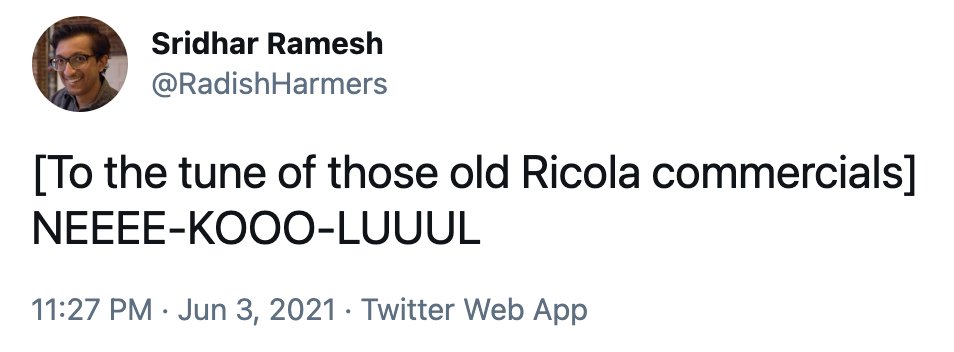 Sridhar Ramesh
@RadishHarmers
[To the tune of those old Ricola commercials]
NEEEE-KOOO-LUUUL
11:27 PM · Jun 3, 2021 · Twitter Web App